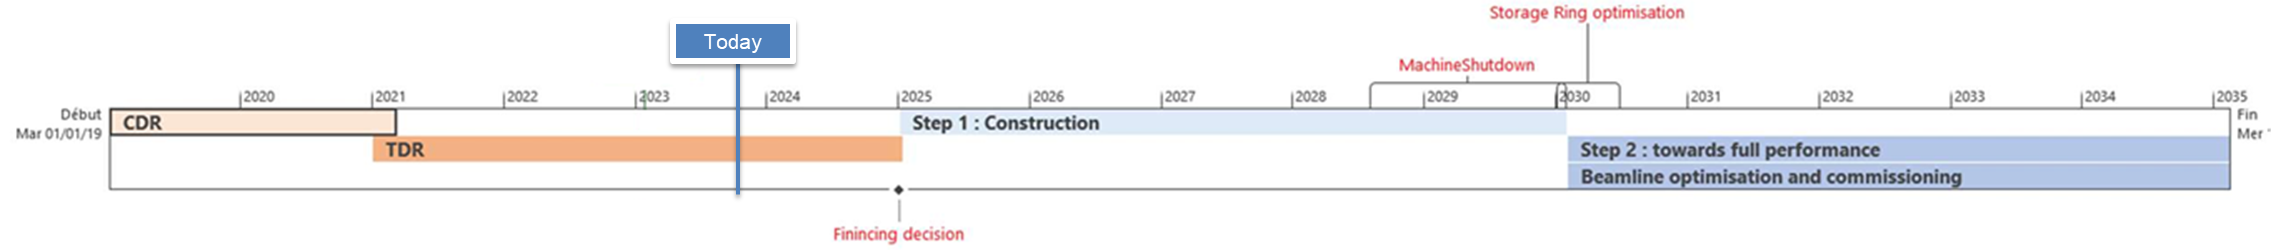 Storage Ring optimisation
Today
MachineShutdown
2020
2021
2022
2023
2024
2025
2026
2027
2028
2029
2030
2031
2032
2033
2034
2035
Début
Mar 01/01/19
CDR
Step 1 : Construction
Fin
Mer
TDR
Step 2 : towards full performance
Beamline optimisation and commissioning
Finincing decision